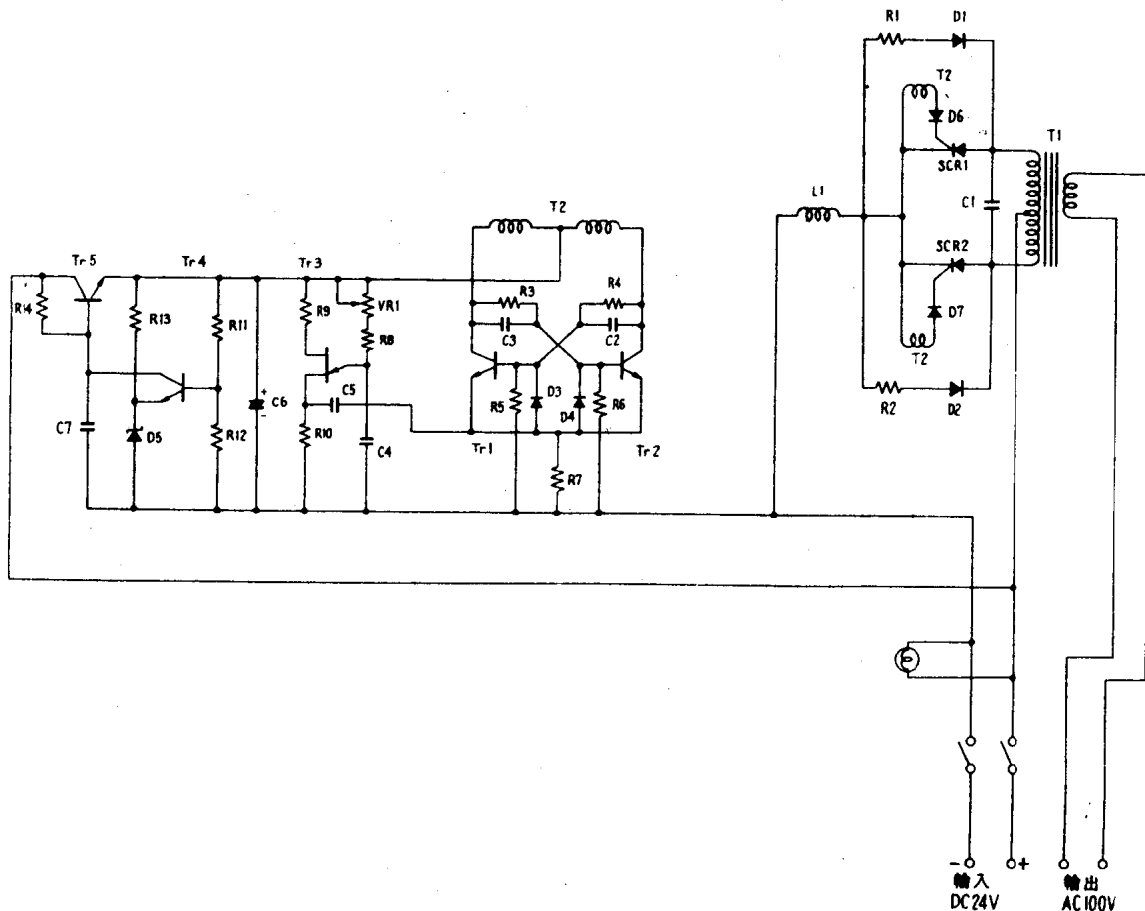 R1
D1
T2
D6
SCR1
T1
L1
C1
SCR2
D7
T2
R2
D2
T2
Tr5
Tr4
Tr3
R14
R13
R11
R9
VR1
R8
R3
R4
C3
C2
C5
R5
D3
D4
R6
C7
D5
R12
+
C6
-
R10
C4
Tr1
R7
Tr2
-
+
輸入
DC24V
輸出
AC100V